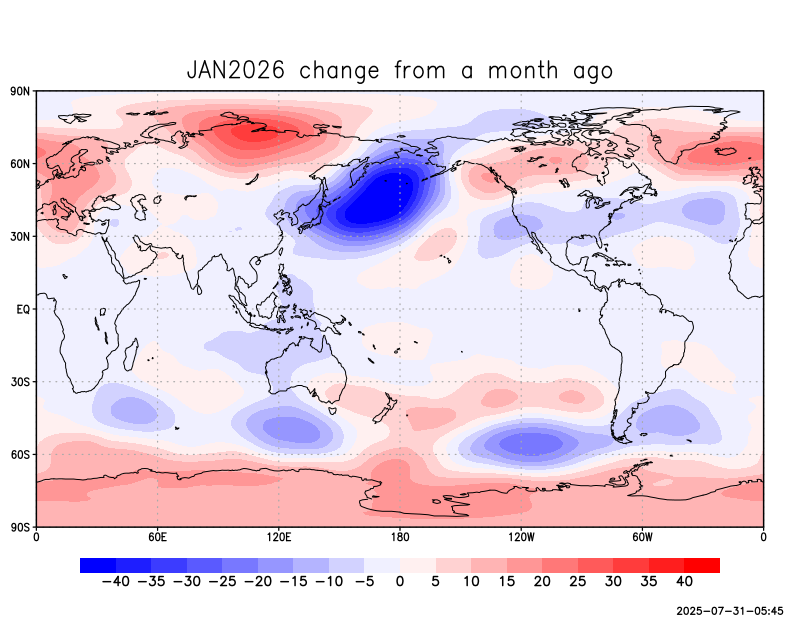 JAN2026 change from a month ago
90N
60N
30N
EQ
30S
60S
90S
0 60E 120E 180 120W 60W 0
−40 −35 −30 −25 −20 −15 −10 −5 0 5 10 15 20 25 30 35 40
2025-07-31-05:45